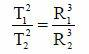 T₁²/T₂² = R₁³/R₂³